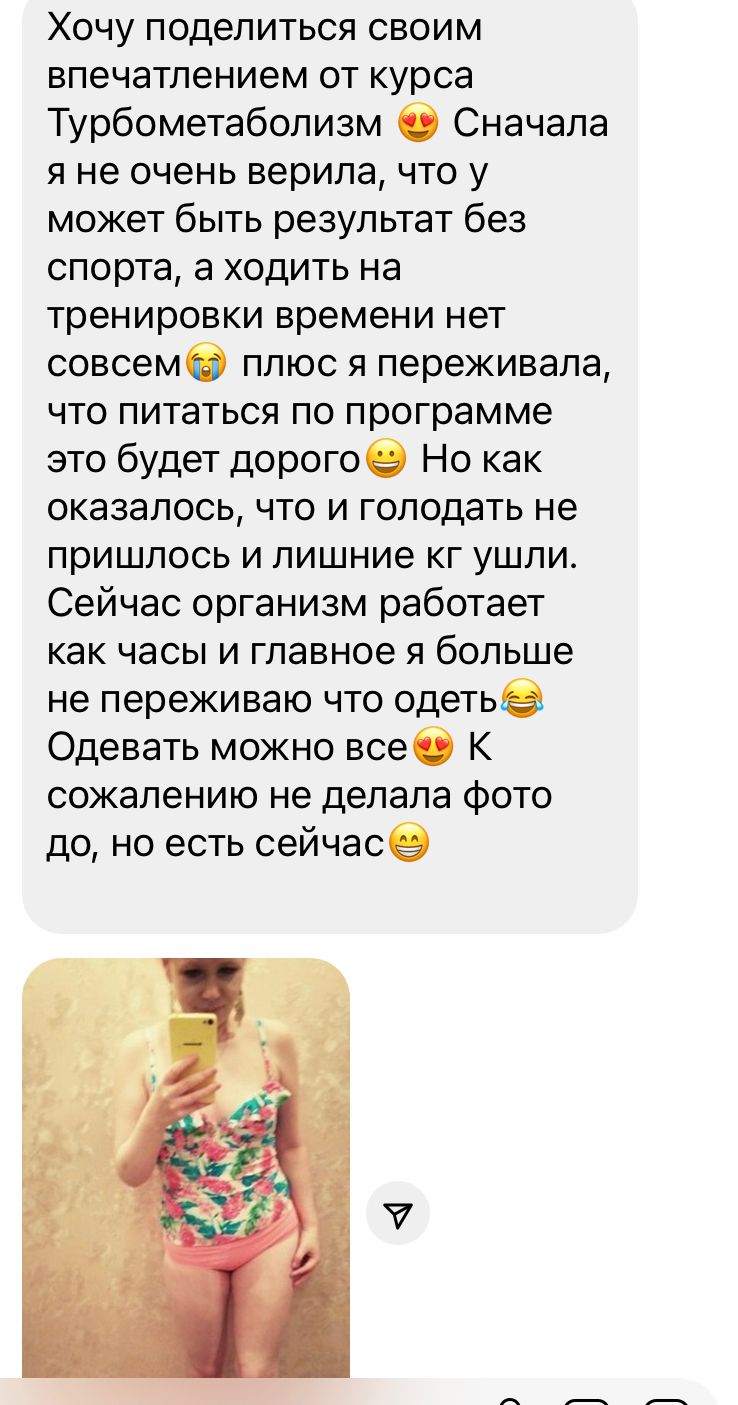 Хочу поделиться своим
впечатлением от курса
Турбометаболизм 😍 Сначала
я не очень верила, что у
может быть результат без
спорта, а ходить на
тренировки времени нет
совсем😭 плюс я переживала,
что питаться по программе
это будет дорого😀 Но как
оказалось, что и голодать не
пришлось и лишние кг ушли.
Сейчас организм работает
как часы и главное я больше
не переживаю что одеть😂
Одевать можно все😍 К
сожалению не делала фото
до, но есть сейчас😁